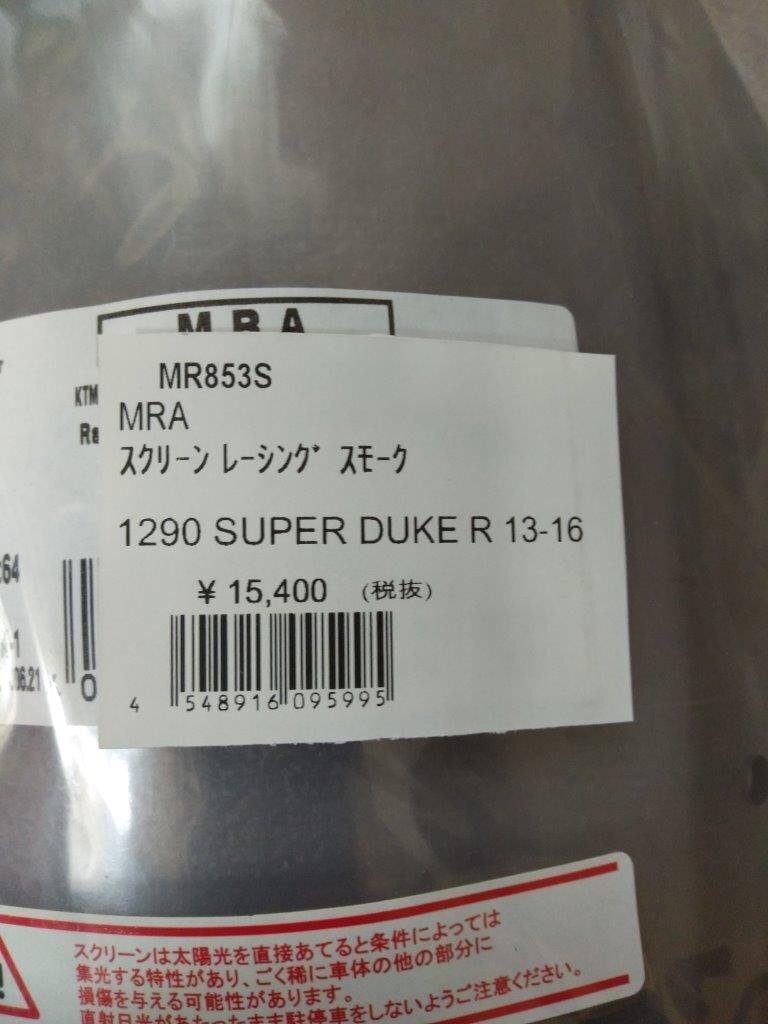 MRA
MR853S
KTM
MRA
スクリーン レーシング スモーク
1290 SUPER DUKE R 13-16
¥ 15,400 (税抜)
64
-1
.06.21
0
4 548916 095995
スクリーンは太陽光を直接あてると条件によっては
集光する特性があり、ごく稀に車体の他の部分に
損傷を与える可能性があります。
直射日光があたったまま駐停車をしないようご注意ください。